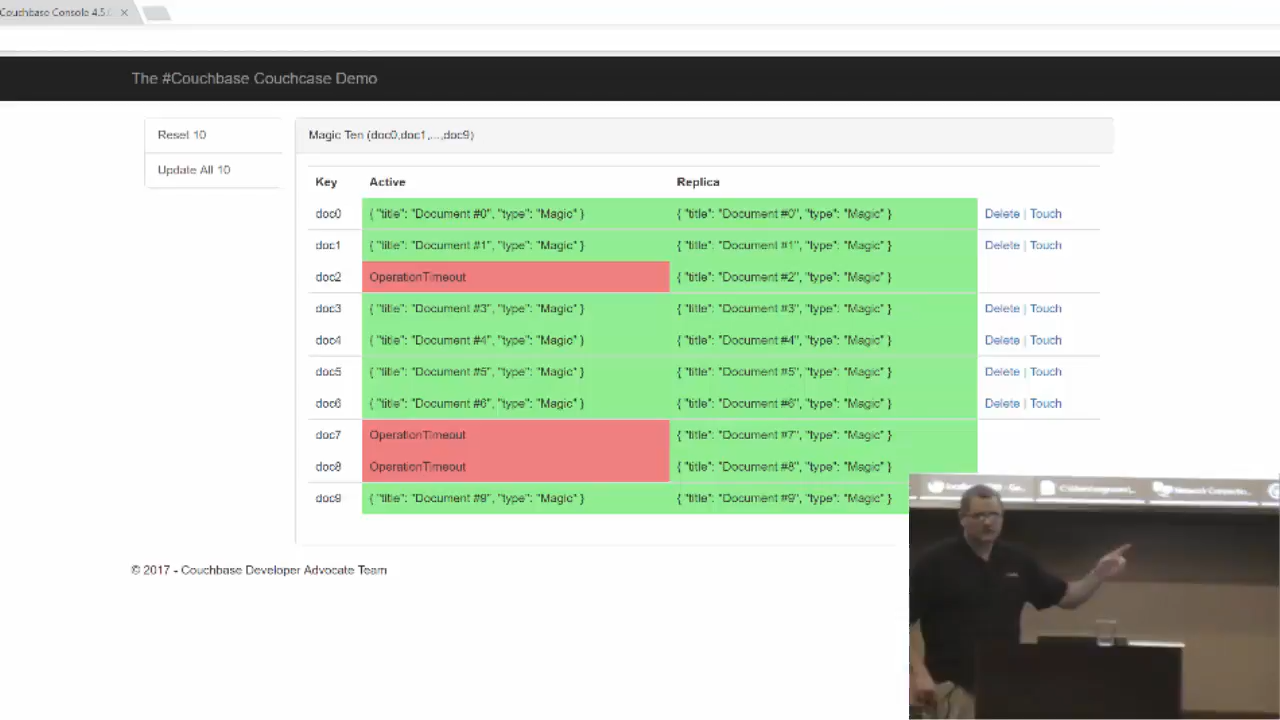 Couchbase Console 4.5
The #Couchbase Couchcase Demo
Reset 10
Update All 10
Magic Ten (doc0,doc1,...,doc9)
Key Active Replica
doc0 { "title": "Document #0", "type": "Magic" } { "title": "Document #0", "type": "Magic" } Delete | Touch
doc1 { "title": "Document #1", "type": "Magic" } { "title": "Document #1", "type": "Magic" } Delete | Touch
doc2 OperationTimeout { "title": "Document #2", "type": "Magic" }
doc3 { "title": "Document #3", "type": "Magic" } { "title": "Document #3", "type": "Magic" } Delete | Touch
doc4 { "title": "Document #4", "type": "Magic" } { "title": "Document #4", "type": "Magic" } Delete | Touch
doc5 { "title": "Document #5", "type": "Magic" } { "title": "Document #5", "type": "Magic" } Delete | Touch
doc6 { "title": "Document #6", "type": "Magic" } { "title": "Document #6", "type": "Magic" } Delete | Touch
doc7 OperationTimeout { "title": "Document #7", "type": "Magic" }
doc8 OperationTimeout { "title": "Document #8", "type": "Magic" }
doc9 { "title": "Document #9", "type": "Magic" } { "title": "Document #9", "type": "Magic" }
© 2017 - Couchbase Developer Advocate Team